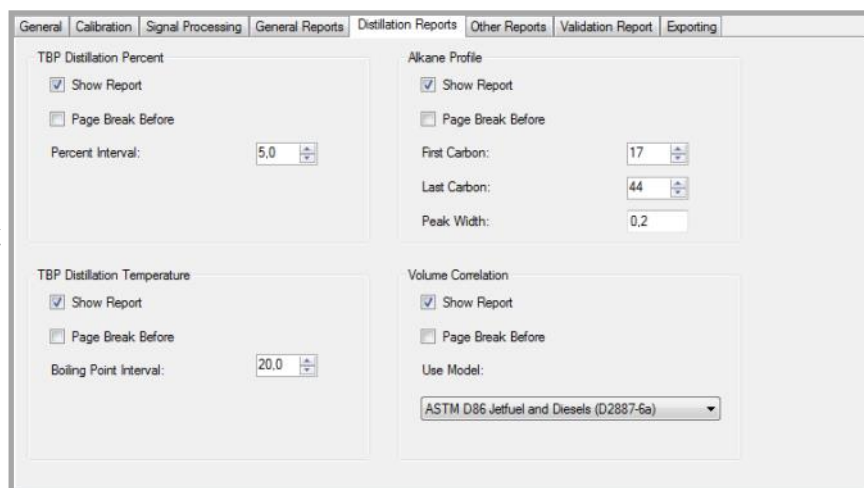 General Calibration Signal Processing General Reports Distillation Reports Other Reports Validation Report Exporting
TBP Distillation Percent
Show Report
Page Break Before
Percent Interval: 5,0
Alkane Profile
Show Report
Page Break Before
First Carbon: 17
Last Carbon: 44
Peak Width: 0,2
TBP Distillation Temperature
Show Report
Page Break Before
Boiling Point Interval: 20,0
Volume Correlation
Show Report
Page Break Before
Use Model:
ASTM D86 Jetfuel and Diesels (D2887-6a)